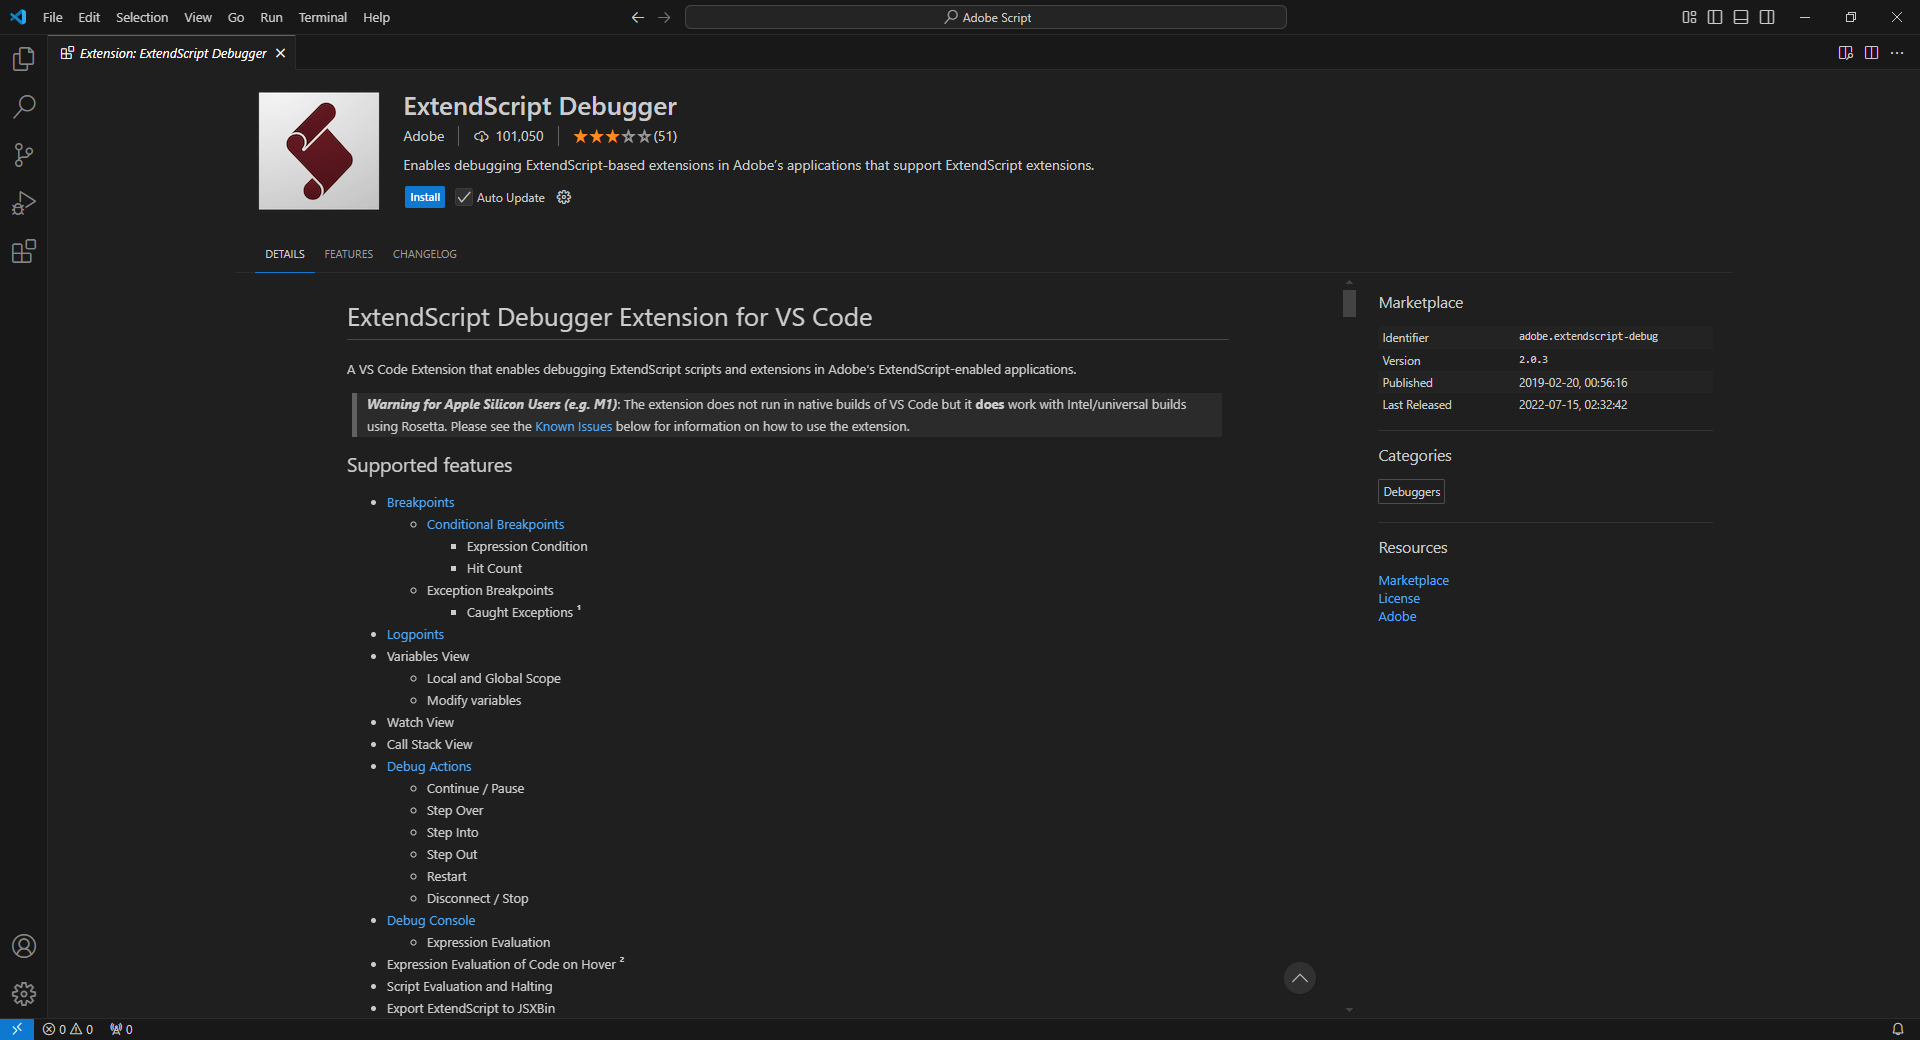 File Edit Selection View Go Run Terminal Help
Adobe Script
Extension: ExtendScript Debugger
ExtendScript Debugger
Adobe 101,050 (51)
Enables debugging ExtendScript-based extensions in Adobe's applications that support ExtendScript extensions.
Install Auto Update
DETAILS FEATURES CHANGELOG
ExtendScript Debugger Extension for VS Code
A VS Code Extension that enables debugging ExtendScript scripts and extensions in Adobe's ExtendScript-enabled applications.
Warning for Apple Silicon Users (e.g. M1): The extension does not run in native builds of VS Code but it does work with Intel/universal builds
using Rosetta. Please see the Known Issues below for information on how to use the extension.
Supported features
Breakpoints
Conditional Breakpoints
Expression Condition
Hit Count
Exception Breakpoints
Caught Exceptions ¹
Logpoints
Variables View
Local and Global Scope
Modify variables
Watch View
Call Stack View
Debug Actions
Continue / Pause
Step Over
Step Into
Step Out
Restart
Disconnect / Stop
Debug Console
Expression Evaluation
Expression Evaluation of Code on Hover ²
Script Evaluation and Halting
Export ExtendScript to JSXBin
Marketplace
Identifier adobe.extendscript-debug
Version 2.0.3
Published 2019-02-20, 00:56:16
Last Released 2022-07-15, 02:32:42
Categories
Debuggers
Resources
Marketplace
License
Adobe
0 0 0